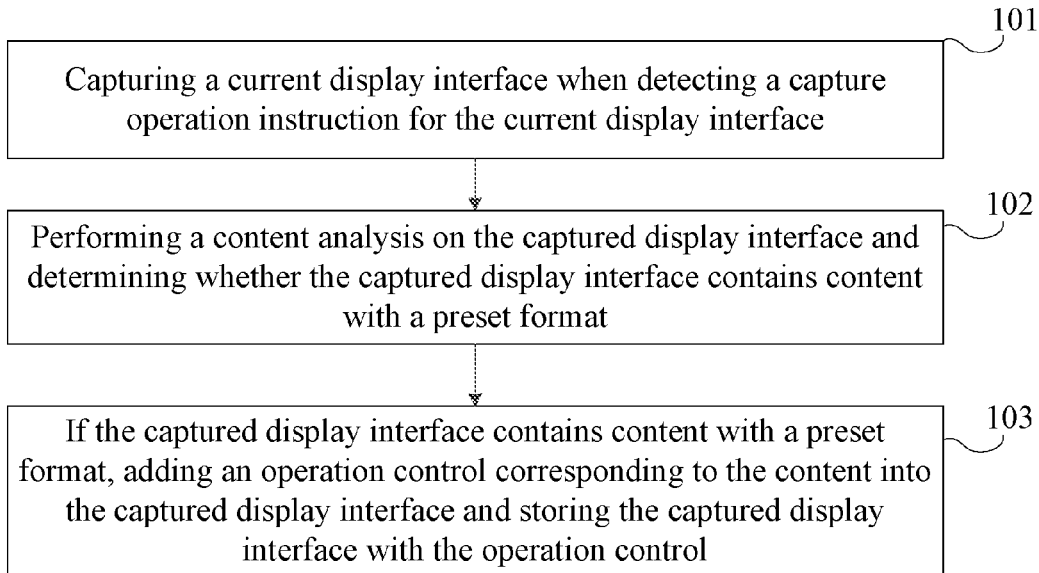 101
Capturing a current display interface when detecting a capture
operation instruction for the current display interface
102
Performing a content analysis on the captured display interface and
determining whether the captured display interface contains content
with a preset format
103
If the captured display interface contains content with a preset
format, adding an operation control corresponding to the content into
the captured display interface and storing the captured display
interface with the operation control